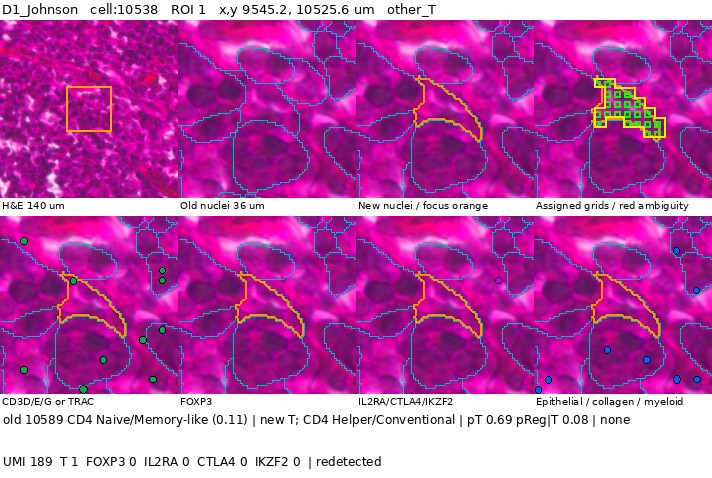 D1_Johnson cell:10538 ROI 1 x,y 9545.2, 10525.6 um other_T
H&E 140 um
Old nuclei 36 um
New nuclei / focus orange
Assigned grids / red ambiguity
CD3D/E/G or TRAC
FOXP3
IL2RA/CTLA4/IKZF2
Epithelial / collagen / myeloid
old 10589 CD4 Naive/Memory-like (0.11) | new T; CD4 Helper/Conventional | pT 0.69 pReg|T 0.08 | none
UMI 189 T 1 FOXP3 0 IL2RA 0 CTLA4 0 IKZF2 0 | redetected